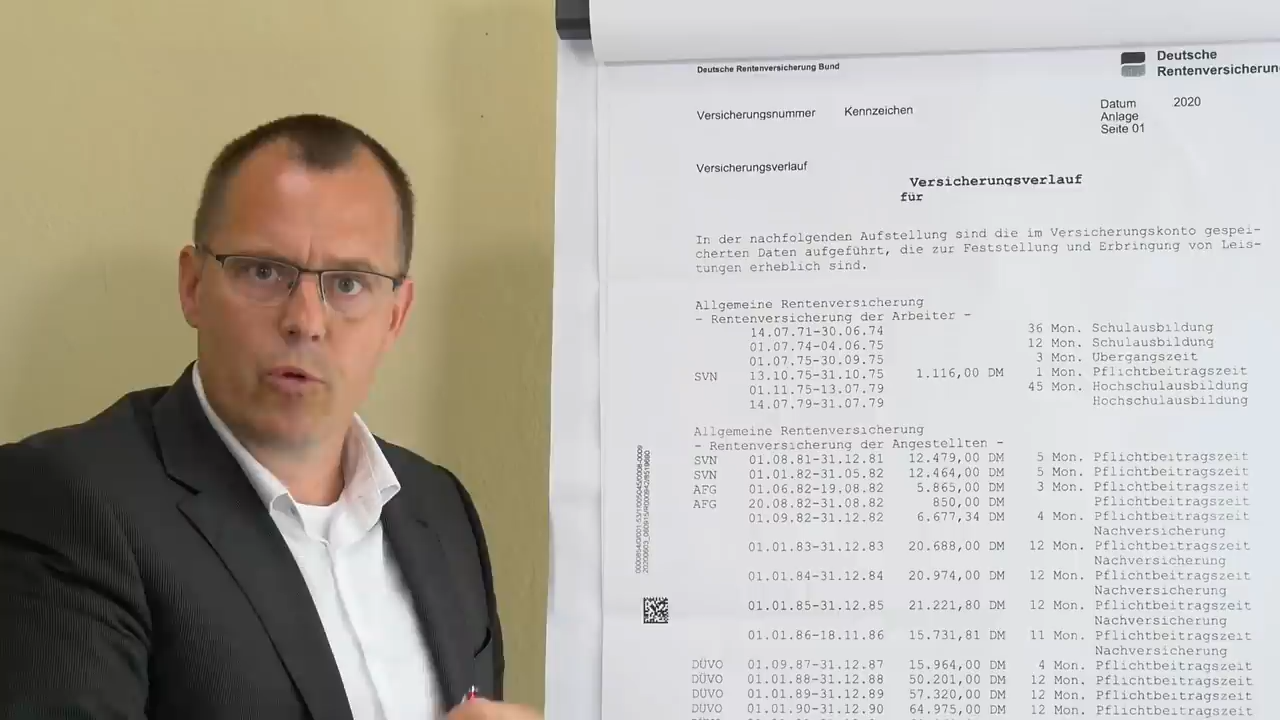 Deutsche Rentenversicherung Bund
Deutsche
Rentenversicherun
Versicherungsnummer Kennzeichen
Datum 2020
Anlage
Seite 01
Versicherungsverlauf
Versicherungsverlauf
für
In der nachfolgenden Aufstellung sind die im Versicherungskonto gespei-
cherten Daten aufgeführt, die zur Feststellung und Erbringung von Leis-
tungen erheblich sind.
Allgemeine Rentenversicherung
- Rentenversicherung der Arbeiter -
14.07.71-30.06.74 36 Mon. Schulausbildung
01.07.74-04.06.75 12 Mon. Schulausbildung
01.07.75-30.09.75 3 Mon. Übergangszeit
SVN 13.10.75-31.10.75 1.116,00 DM 1 Mon. Pflichtbeitragszeit
01.11.75-13.07.79 45 Mon. Hochschulausbildung
14.07.79-31.07.79 Hochschulausbildung
Allgemeine Rentenversicherung
- Rentenversicherung der Angestellten -
SVN 01.08.81-31.12.81 12.479,00 DM 5 Mon. Pflichtbeitragszeit
SVN 01.01.82-31.05.82 12.464,00 DM 5 Mon. Pflichtbeitragszeit
AFG 01.06.82-19.08.82 5.865,00 DM 3 Mon. Pflichtbeitragszeit
AFG 20.08.82-31.08.82 850,00 DM Pflichtbeitragszeit
01.09.82-31.12.82 6.677,34 DM 4 Mon. Pflichtbeitragszeit
Nachversicherung
01.01.83-31.12.83 20.688,00 DM 12 Mon. Pflichtbeitragszeit
Nachversicherung
01.01.84-31.12.84 20.974,00 DM 12 Mon. Pflichtbeitragszeit
Nachversicherung
01.01.85-31.12.85 21.221,80 DM 12 Mon. Pflichtbeitragszeit
Nachversicherung
01.01.86-18.11.86 15.731,81 DM 11 Mon. Pflichtbeitragszeit
Nachversicherung
DÜVO 01.09.87-31.12.87 15.964,00 DM 4 Mon. Pflichtbeitragszeit
DÜVO 01.01.88-31.12.88 50.201,00 DM 12 Mon. Pflichtbeitragszeit
DÜVO 01.01.89-31.12.89 57.320,00 DM 12 Mon. Pflichtbeitragszeit
DÜVO 01.01.90-31.12.90 64.975,00 DM 12 Mon. Pflichtbeitragszeit